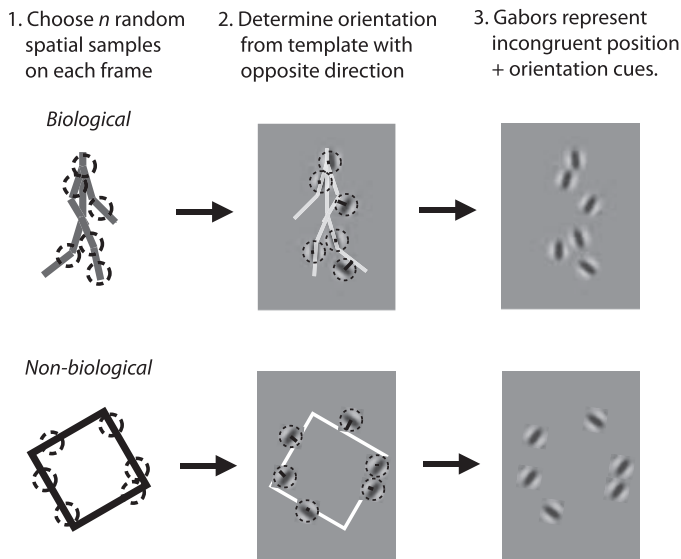 1. Choose n random
spatial samples
on each frame
2. Determine orientation
from template with
opposite direction
3. Gabors represent
incongruent position
+ orientation cues.
Biological
Non-biological